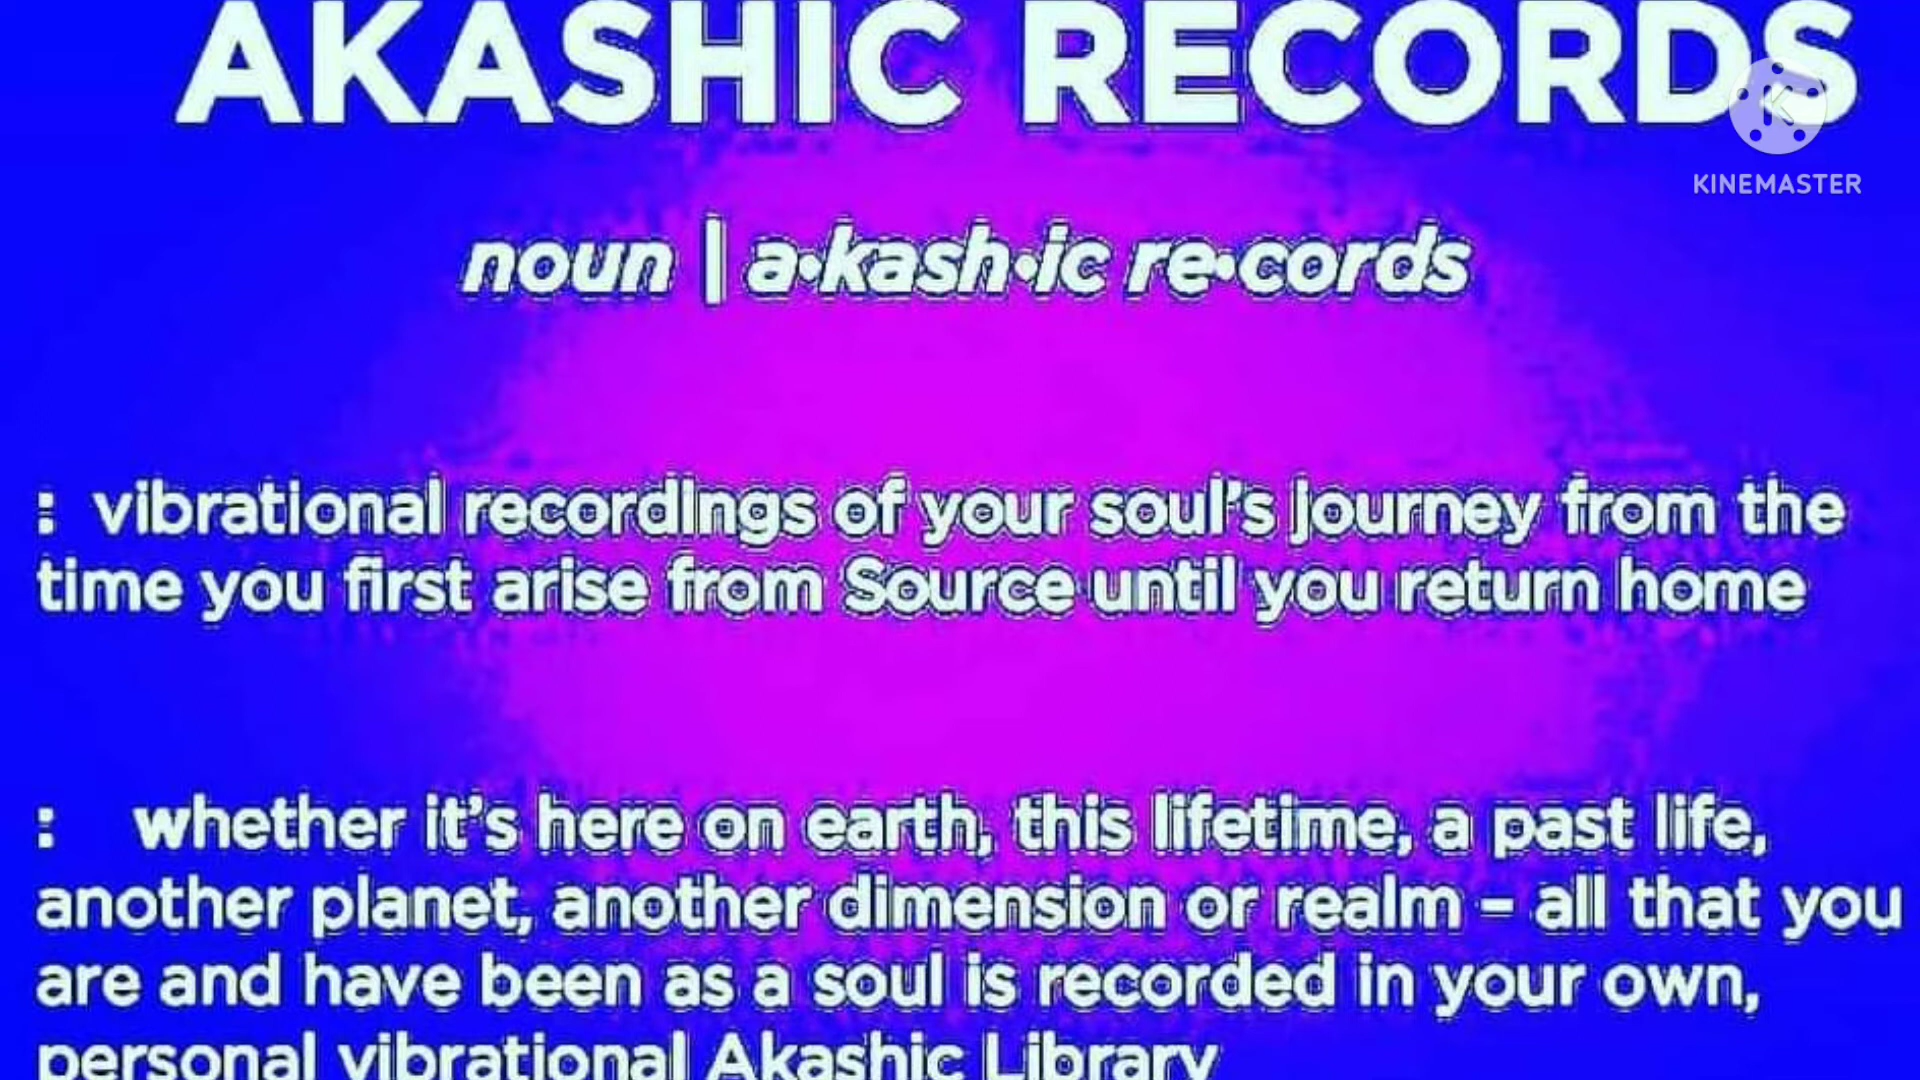 AKASHIC RECORDS
KINEMASTER
noun | a•kash•ic re•cords
: vibrational recordings of your soul's journey from the
time you first arise from Source until you return home
: whether it's here on earth, this lifetime, a past life,
another planet, another dimension or realm – all that you
are and have been as a soul is recorded in your own,
personal vibrational Akashic Library